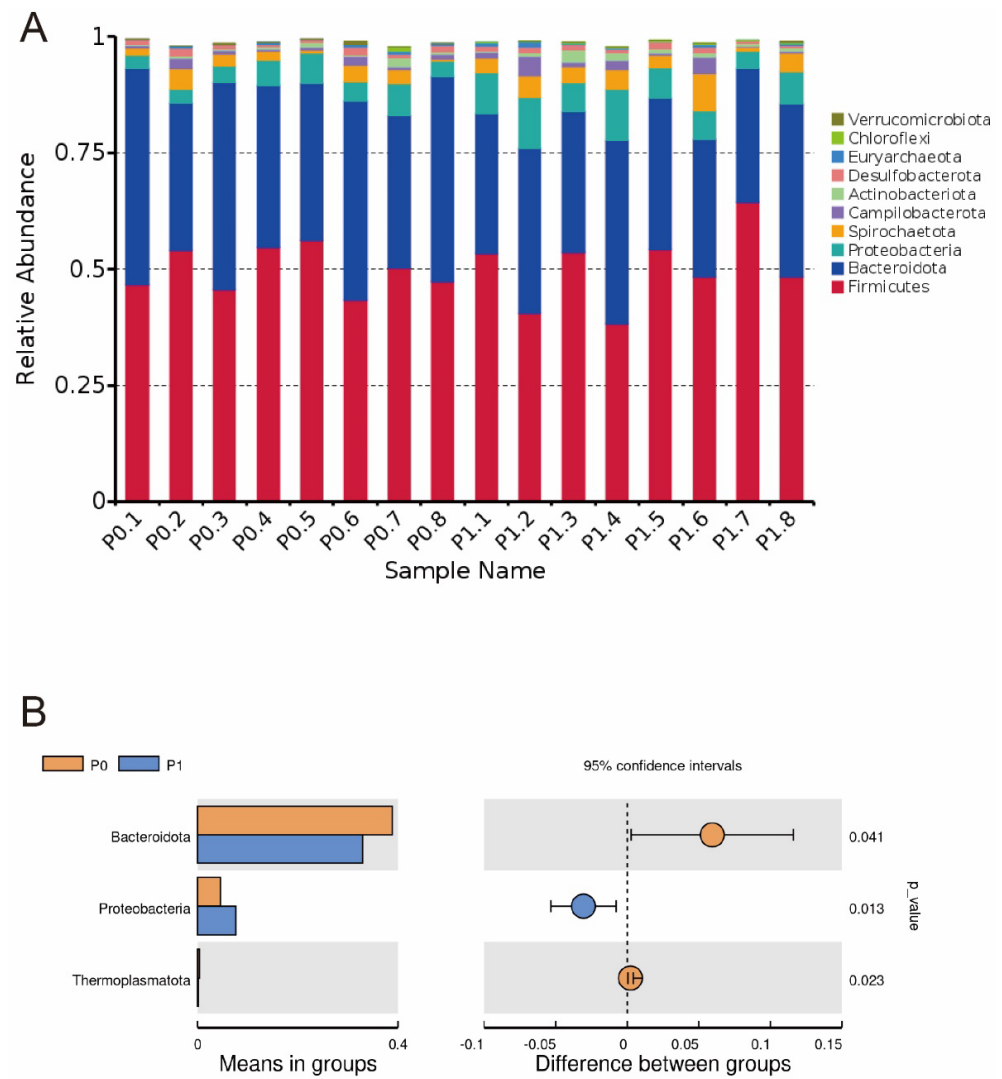 A
1
0.75
0.5
0.25
0
Relative Abundance
P0.1 P0.2 P0.3 P0.4 P0.5 P0.6 P0.7 P0.8 P1.1 P1.2 P1.3 P1.4 P1.5 P1.6 P1.7 P1.8
Sample Name
Verrucomicrobiota
Chloroflexi
Euryarchaeota
Desulfobacterota
Actinobacteriota
Campilobacterota
Spirochaetota
Proteobacteria
Bacteroidota
Firmicutes
B
P0 P1
95% confidence intervals
Bacteroidota
0.041
Proteobacteria
0.013
Thermoplasmatota
0.023
p_value
0 0.4
Means in groups
-0.1 -0.05 0 0.05 0.1 0.15
Difference between groups